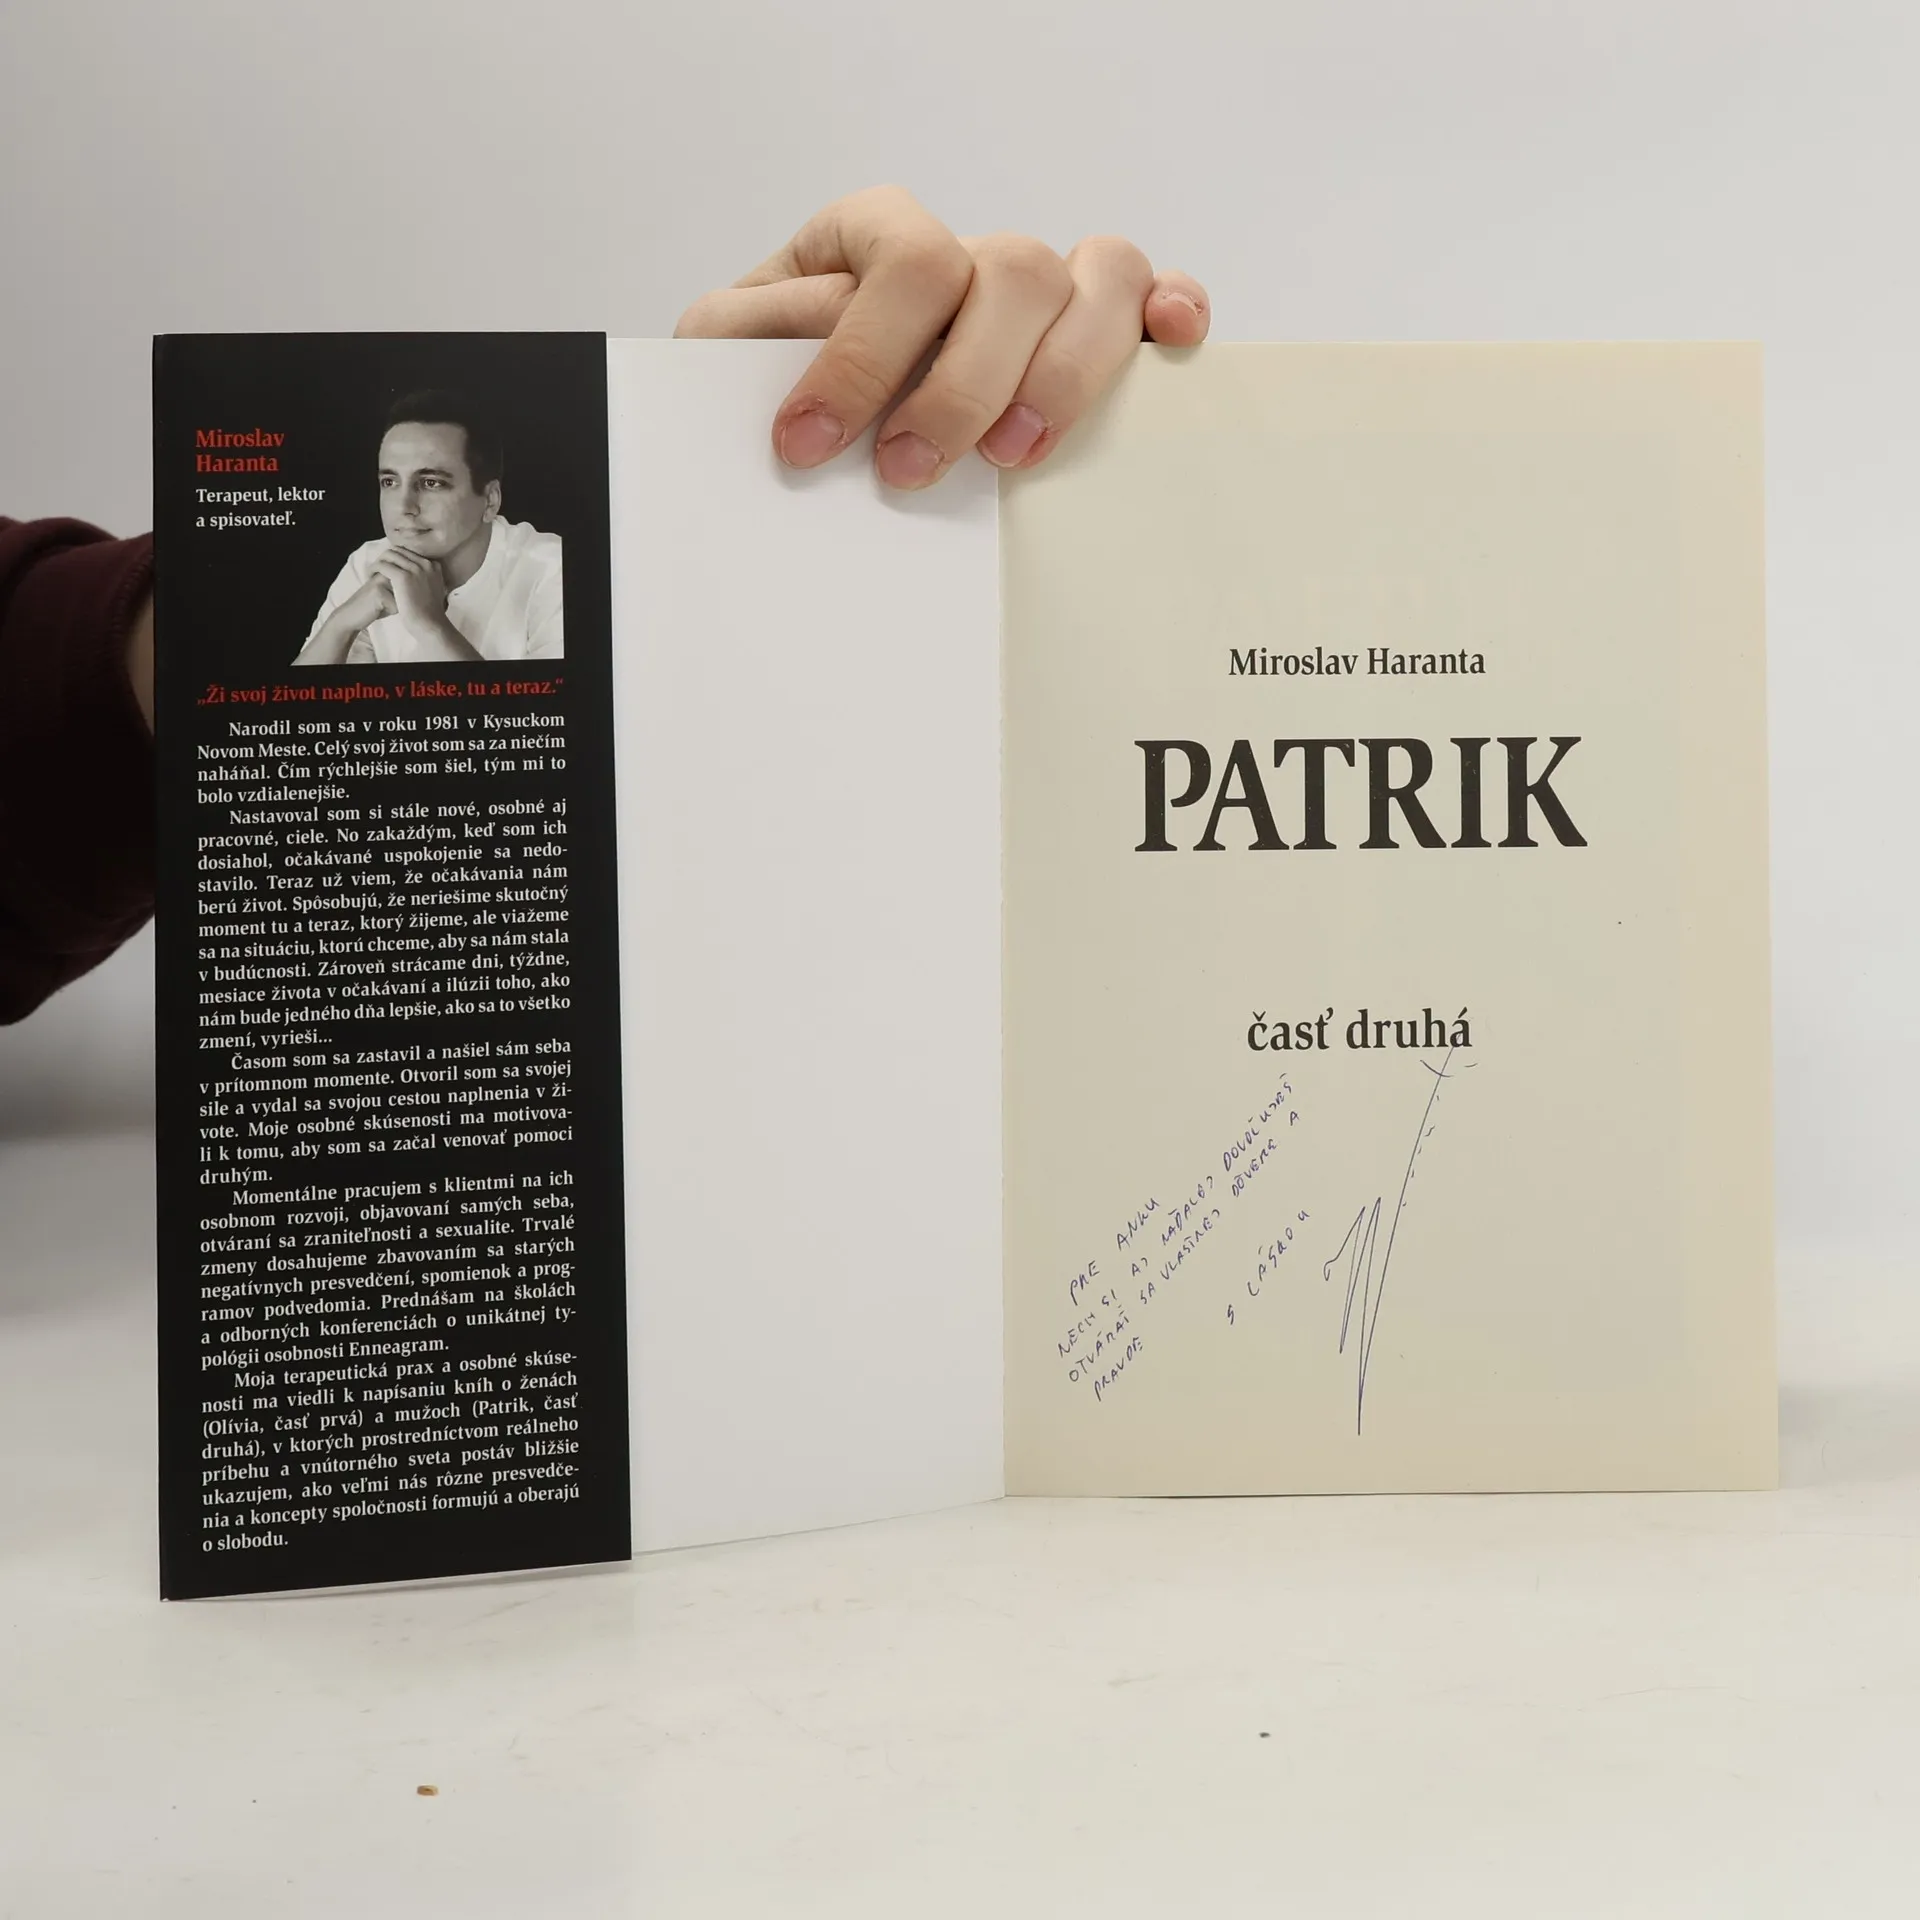 Miroslav
Haranta
Terapeut, lektor
a spisovateľ.
„Ži svoj život naplno, v láske, tu a teraz.“
Narodil som sa v roku 1981 v Kysuckom
Novom Meste. Celý svoj život som sa za niečím
naháňal. Čím rýchlejšie som šiel, tým mi to
bolo vzdialenejšie.
Nastavoval som si stále nové, osobné aj
pracovné, ciele. No zakaždým, keď som ich
dosiahol, očakávané uspokojenie sa nedo-
stavilo. Teraz už viem, že očakávania nám
berú život. Spôsobujú, že neriešime skutočný
moment tu a teraz, ktorý žijeme, ale viažeme
sa na situáciu, ktorú chceme, aby sa nám stala
v budúcnosti. Zároveň strácame dni, týždne,
mesiace života v očakávaní a ilúzii toho, ako
nám bude jedného dňa lepšie, ako sa to všetko
zmení, vyrieši...
Časom som sa zastavil a našiel sám seba
v prítomnom momente. Otvoril som sa svojej
sile a vydal sa svojou cestou naplnenia v ži-
vote. Moje osobné skúsenosti ma motivova-
li k tomu, aby som sa začal venovať pomoci
druhým.
Momentálne pracujem s klientmi na ich
osobnom rozvoji, objavovaní samých seba,
otváraní sa zraniteľnosti a sexualite. Trvalé
zmeny dosahujeme zbavovaním sa starých
negatívnych presvedčení, spomienok a prog-
ramov podvedomia. Prednášam na školách
a odborných konferenciách o unikátnej ty-
pológii osobnosti Enneagram.
Moja terapeutická prax a osobné skúse-
nosti ma viedli k napísaniu kníh o ženách
(Olívia, časť prvá) a mužoch (Patrik, časť
druhá), v ktorých prostredníctvom reálneho
príbehu a vnútorného sveta postáv bližšie
ukazujem, ako veľmi nás rôzne presvedče-
nia a koncepty spoločnosti formujú a oberajú
o slobodu.
Miroslav Haranta
PATRIK
časť druhá
PRE ANKU
NECH SI AJ NAĎALEJ DOVOĽUJEŠ
OTVÁRAŤ SA VLASTNEJ DÔVERE A
PRAVDE
S LÁSKOU